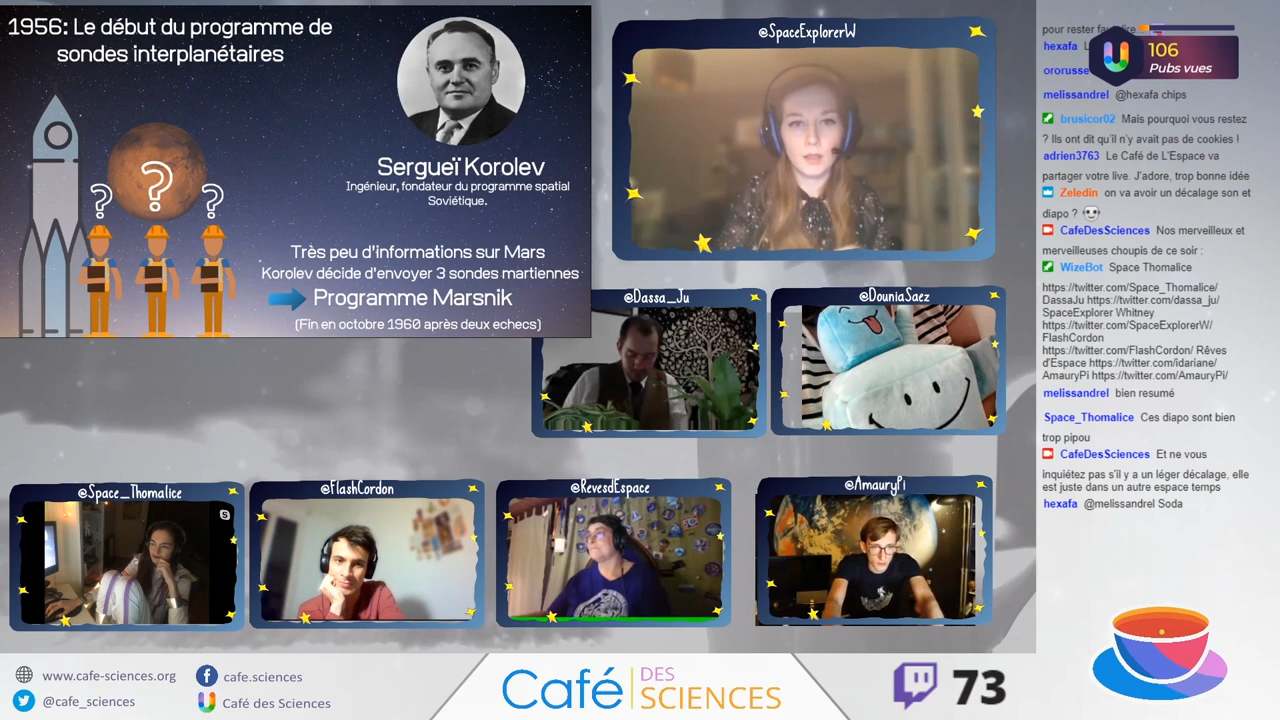 1956: Le début du programme de
sondes interplanétaires
Sergueï Korolev
Ingénieur, fondateur du programme spatial
Soviétique.
Très peu d'informations sur Mars
Korolev décide d'envoyer 3 sondes martiennes
Programme Marsnik
(Fin en octobre 1960 après deux echecs)
? ? ?
@SpaceExplorerW
@Dassa_Ju
@DouniaSaez
@Space_Thomalice
@FlashCordon
@RevesdEspace
@AmauryPi
pour rester
hexafa
ororusse
106
Pubs vues
melissandrel @hexafa chips
brusicor02 Mais pourquoi vous restez
? Ils ont dit qu'il n'y avait pas de cookies !
adrien3763 Le Café de L'Espace va
partager votre live. J'adore, trop bonne idée
Zeledin on va avoir un décalage son et
diapo ?
CafeDesSciences Nos merveilleux et
merveilleuses choupis de ce soir :
WizeBot Space Thomalice
https://twitter.com/Space_Thomalice/
DassaJu https://twitter.com/dassa_ju/
SpaceExplorer Whitney
https://twitter.com/SpaceExplorerW/
FlashCordon
https://twitter.com/FlashCordon/ Rêves
d'Espace https://twitter.com/idariane/
AmauryPi https://twitter.com/AmauryPi/
melissandrel bien resumé
Space_Thomalice Ces diapo sont bien
trop pipou
CafeDesSciences Et ne vous
inquiétez pas s'il y a un léger décalage, elle
est juste dans un autre espace temps
hexafa @melissandrel Soda
www.cafe-sciences.org
cafe.sciences
@cafe_sciences
Café des Sciences
Café DES
SCIENCES
73